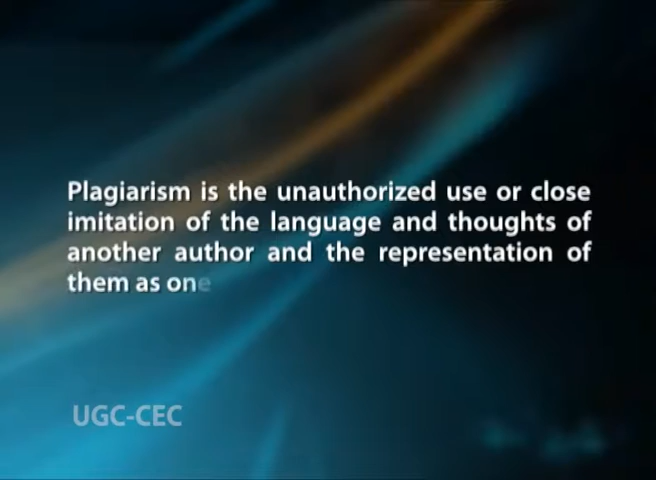 Plagiarism is the unauthorized use or close
imitation of the language and thoughts of
another author and the representation of
them as one
UGC-CEC